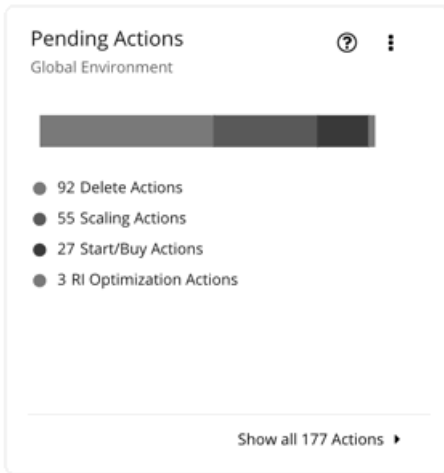 Pending Actions
Global Environment
92 Delete Actions
55 Scaling Actions
27 Start/Buy Actions
3 RI Optimization Actions
Show all 177 Actions